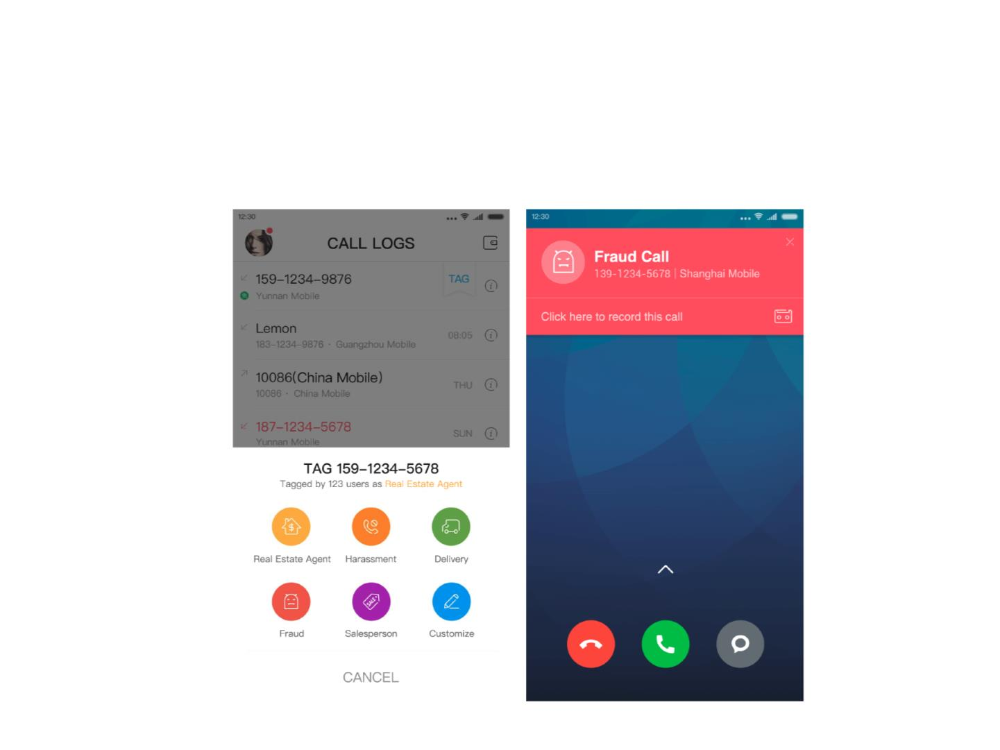 12:30
CALL LOGS
159-1234-9876
TAG
Yunnan Mobile
Lemon
183-1234-9876 · Guangzhou Mobile
08:05
10086(China Mobile)
10086 · China Mobile
THU
187-1234-5678
Yunnan Mobile
SUN
TAG 159-1234-5678
Tagged by 123 users as Real Estate Agent
Real Estate Agent
Harassment
Delivery
SALE
Fraud
Salesperson
Customize
CANCEL
12:30
Fraud Call
139-1234-5678 | Shanghai Mobile
Click here to record this call